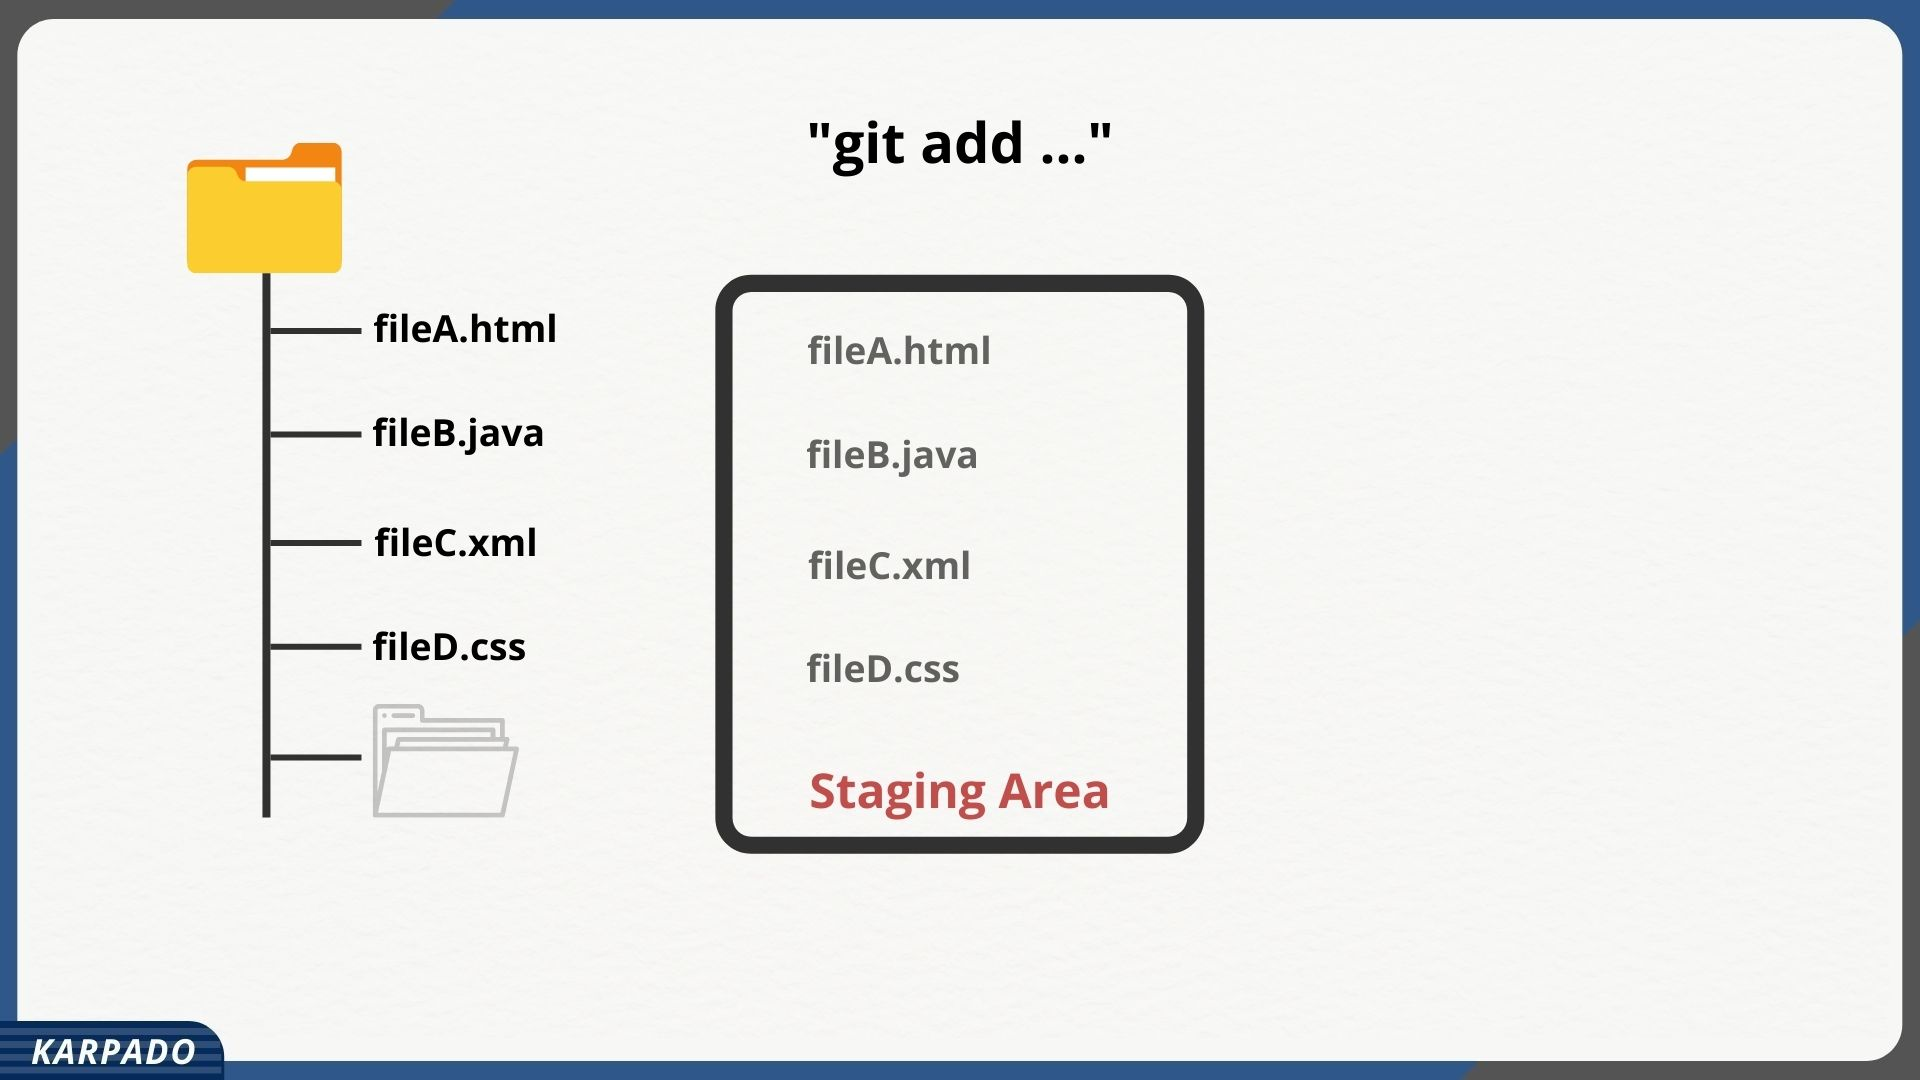 "git add ..."
fileA.html
fileB.java
fileC.xml
fileD.css
fileA.html
fileB.java
fileC.xml
fileD.css
Staging Area
KARPADO